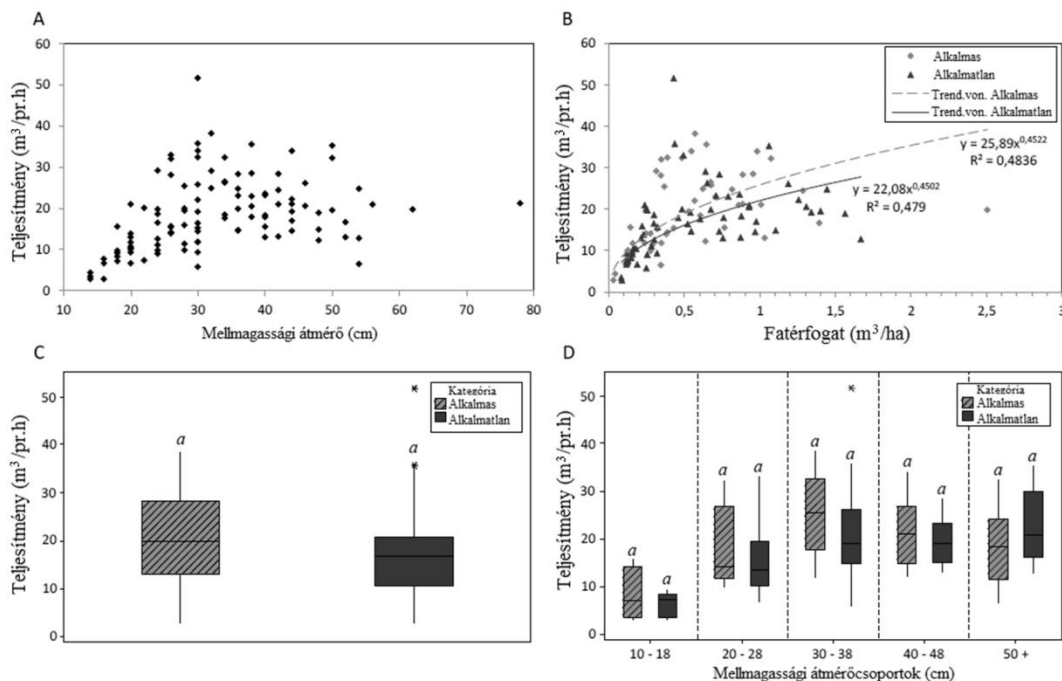 A
Teljesítmény (m³/pr.h)
60
50
40
30
20
10
0
10 20 30 40 50 60 70 80
Mellmagassági átmérő (cm)
B
Teljesítmény (m³/pr.h)
60
50
40
30
20
10
0
Alkalmas
Alkalmatlan
Trend.von. Alkalmas
Trend.von. Alkalmatlan
y = 25,89x^0,4522
R² = 0,4836
y = 22,08x^0,4502
R² = 0,479
0,5 1 1,5 2 2,5 3
Fatérfogat (m³/ha)
C
Teljesítmény (m³/pr.h)
50
40
30
20
10
0
Kategória
Alkalmas
Alkalmatlan
a a
D
Teljesítmény (m³/pr.h)
50
40
30
20
10
0
Kategória
Alkalmas
Alkalmatlan
a a a a a a a a a a
10 - 18 20 - 28 30 - 38 40 - 48 50 +
Mellmagassági átmérőcsoportok (cm)